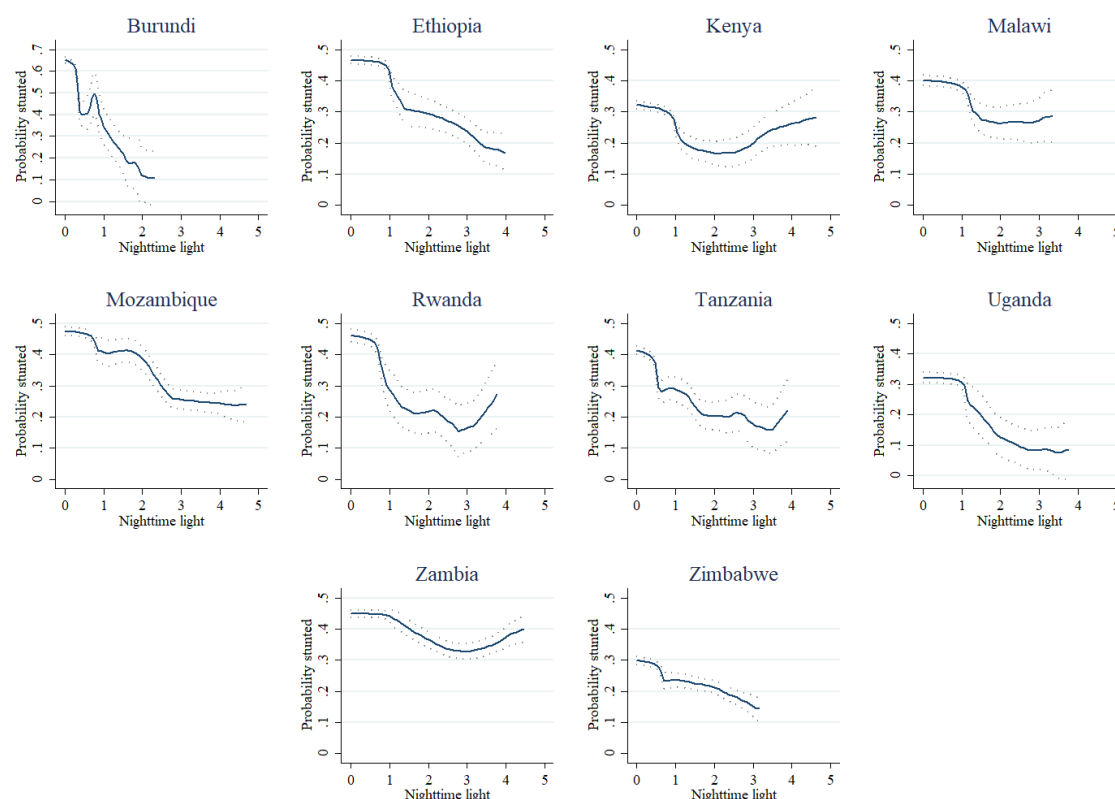 Burundi
Ethiopia
Kenya
Malawi
Probability stunted
0 .1 .2 .3 .4 .5 .6 .7
0 1 2 3 4 5
Nighttime light
Probability stunted
0 .1 .2 .3 .4 .5
0 1 2 3 4 5
Nighttime light
Probability stunted
0 .1 .2 .3 .4 .5
0 1 2 3 4 5
Nighttime light
Probability stunted
0 .1 .2 .3 .4 .5
0 1 2 3 4 5
Nighttime light
Mozambique
Rwanda
Tanzania
Uganda
Probability stunted
0 .1 .2 .3 .4 .5
0 1 2 3 4 5
Nighttime light
Probability stunted
0 .1 .2 .3 .4 .5
0 1 2 3 4 5
Nighttime light
Probability stunted
0 .1 .2 .3 .4 .5
0 1 2 3 4 5
Nighttime light
Probability stunted
0 .1 .2 .3 .4 .5
0 1 2 3 4 5
Nighttime light
Zambia
Zimbabwe
Probability stunted
0 .1 .2 .3 .4 .5
0 1 2 3 4 5
Nighttime light
Probability stunted
0 .1 .2 .3 .4 .5
0 1 2 3 4 5
Nighttime light